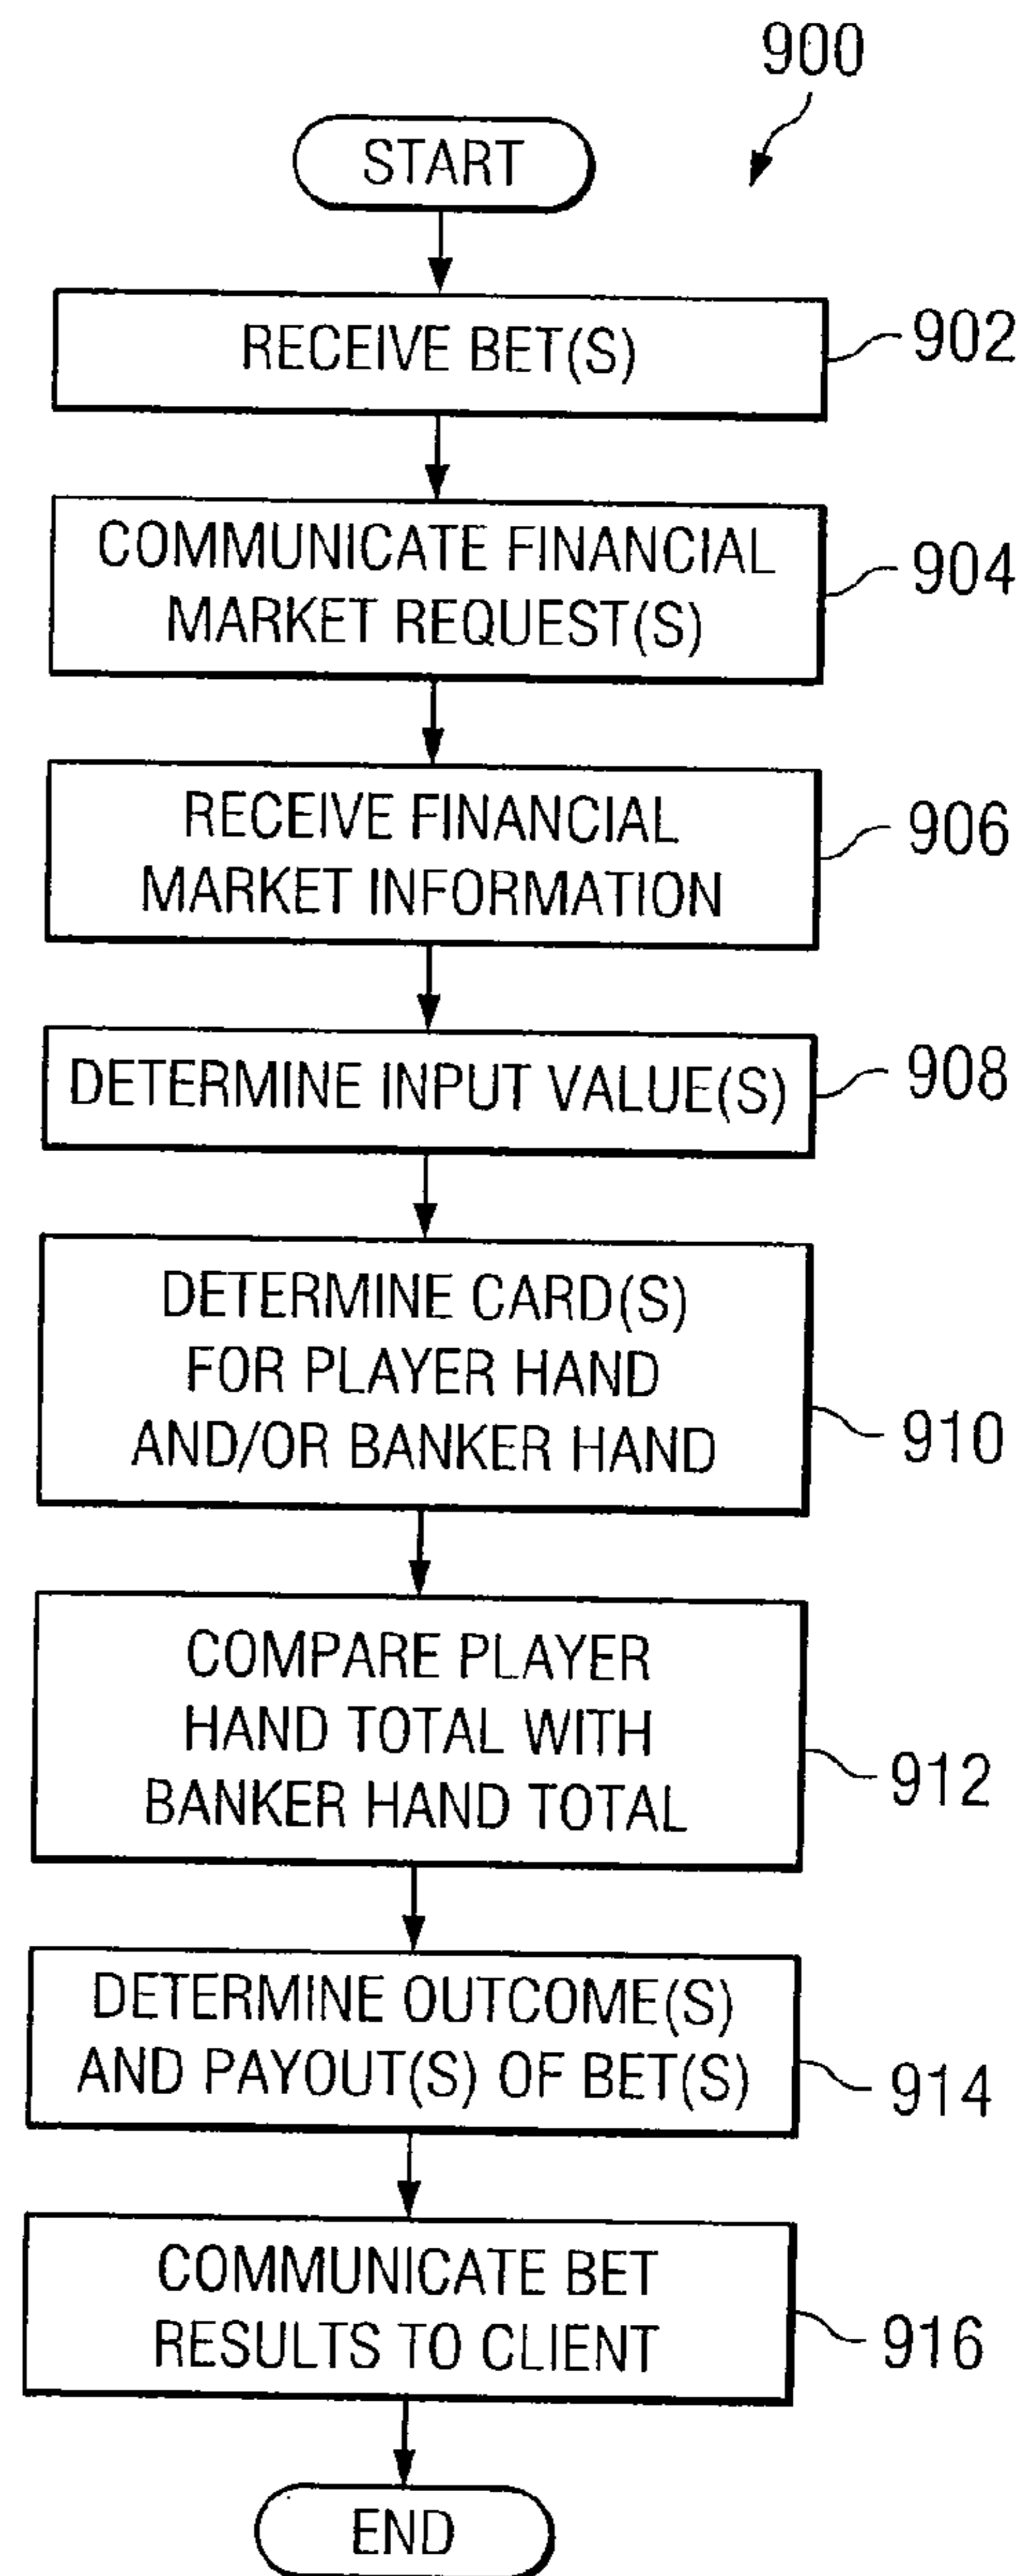 900
START
RECEIVE BET(S)
902
COMMUNICATE FINANCIAL
MARKET REQUEST(S)
904
RECEIVE FINANCIAL
MARKET INFORMATION
906
DETERMINE INPUT VALUE(S)
908
DETERMINE CARD(S)
FOR PLAYER HAND
AND/OR BANKER HAND
910
COMPARE PLAYER
HAND TOTAL WITH
BANKER HAND TOTAL
912
DETERMINE OUTCOME(S)
AND PAYOUT(S) OF BET(S)
914
COMMUNICATE BET
RESULTS TO CLIENT
916
END